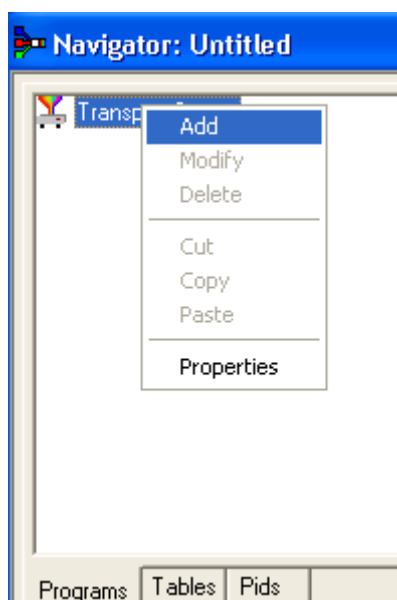 Navigator: Untitled
Add
Modify
Delete
Cut
Copy
Paste
Properties
Programs Tables Pids